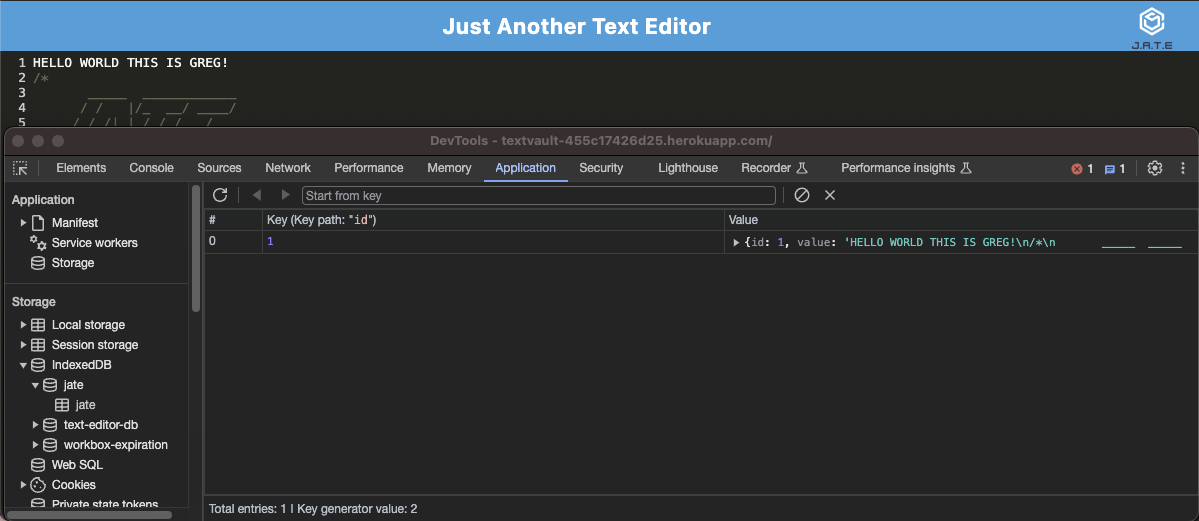 Just Another Text Editor
J.A.T.E
1 HELLO WORLD THIS IS GREG!
2 /*
3
4
5
DevTools - textvault-455c17426d25.herokuapp.com/
Elements Console Sources Network Performance Memory Application Security Lighthouse Recorder Performance insights 1 1
Application
Manifest
Service workers
Storage
Storage
Local storage
Session storage
IndexedDB
jate
jate
text-editor-db
workbox-expiration
Web SQL
Cookies
Private state tokens
Start from key
# Key (Key path: "id") Value
0 1 {id: 1, value: 'HELLO WORLD THIS IS GREG!\n/*\n _____ _____
Total entries: 1 | Key generator value: 2